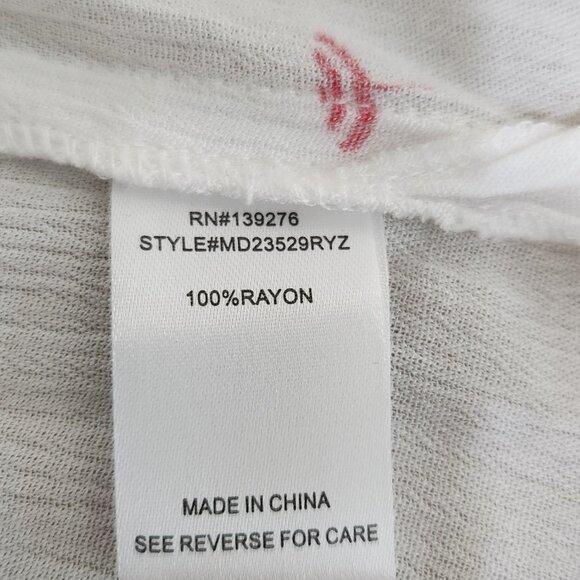 RN#139276
STYLE#MD23529RYZ
100%RAYON
MADE IN CHINA
SEE REVERSE FOR CARE